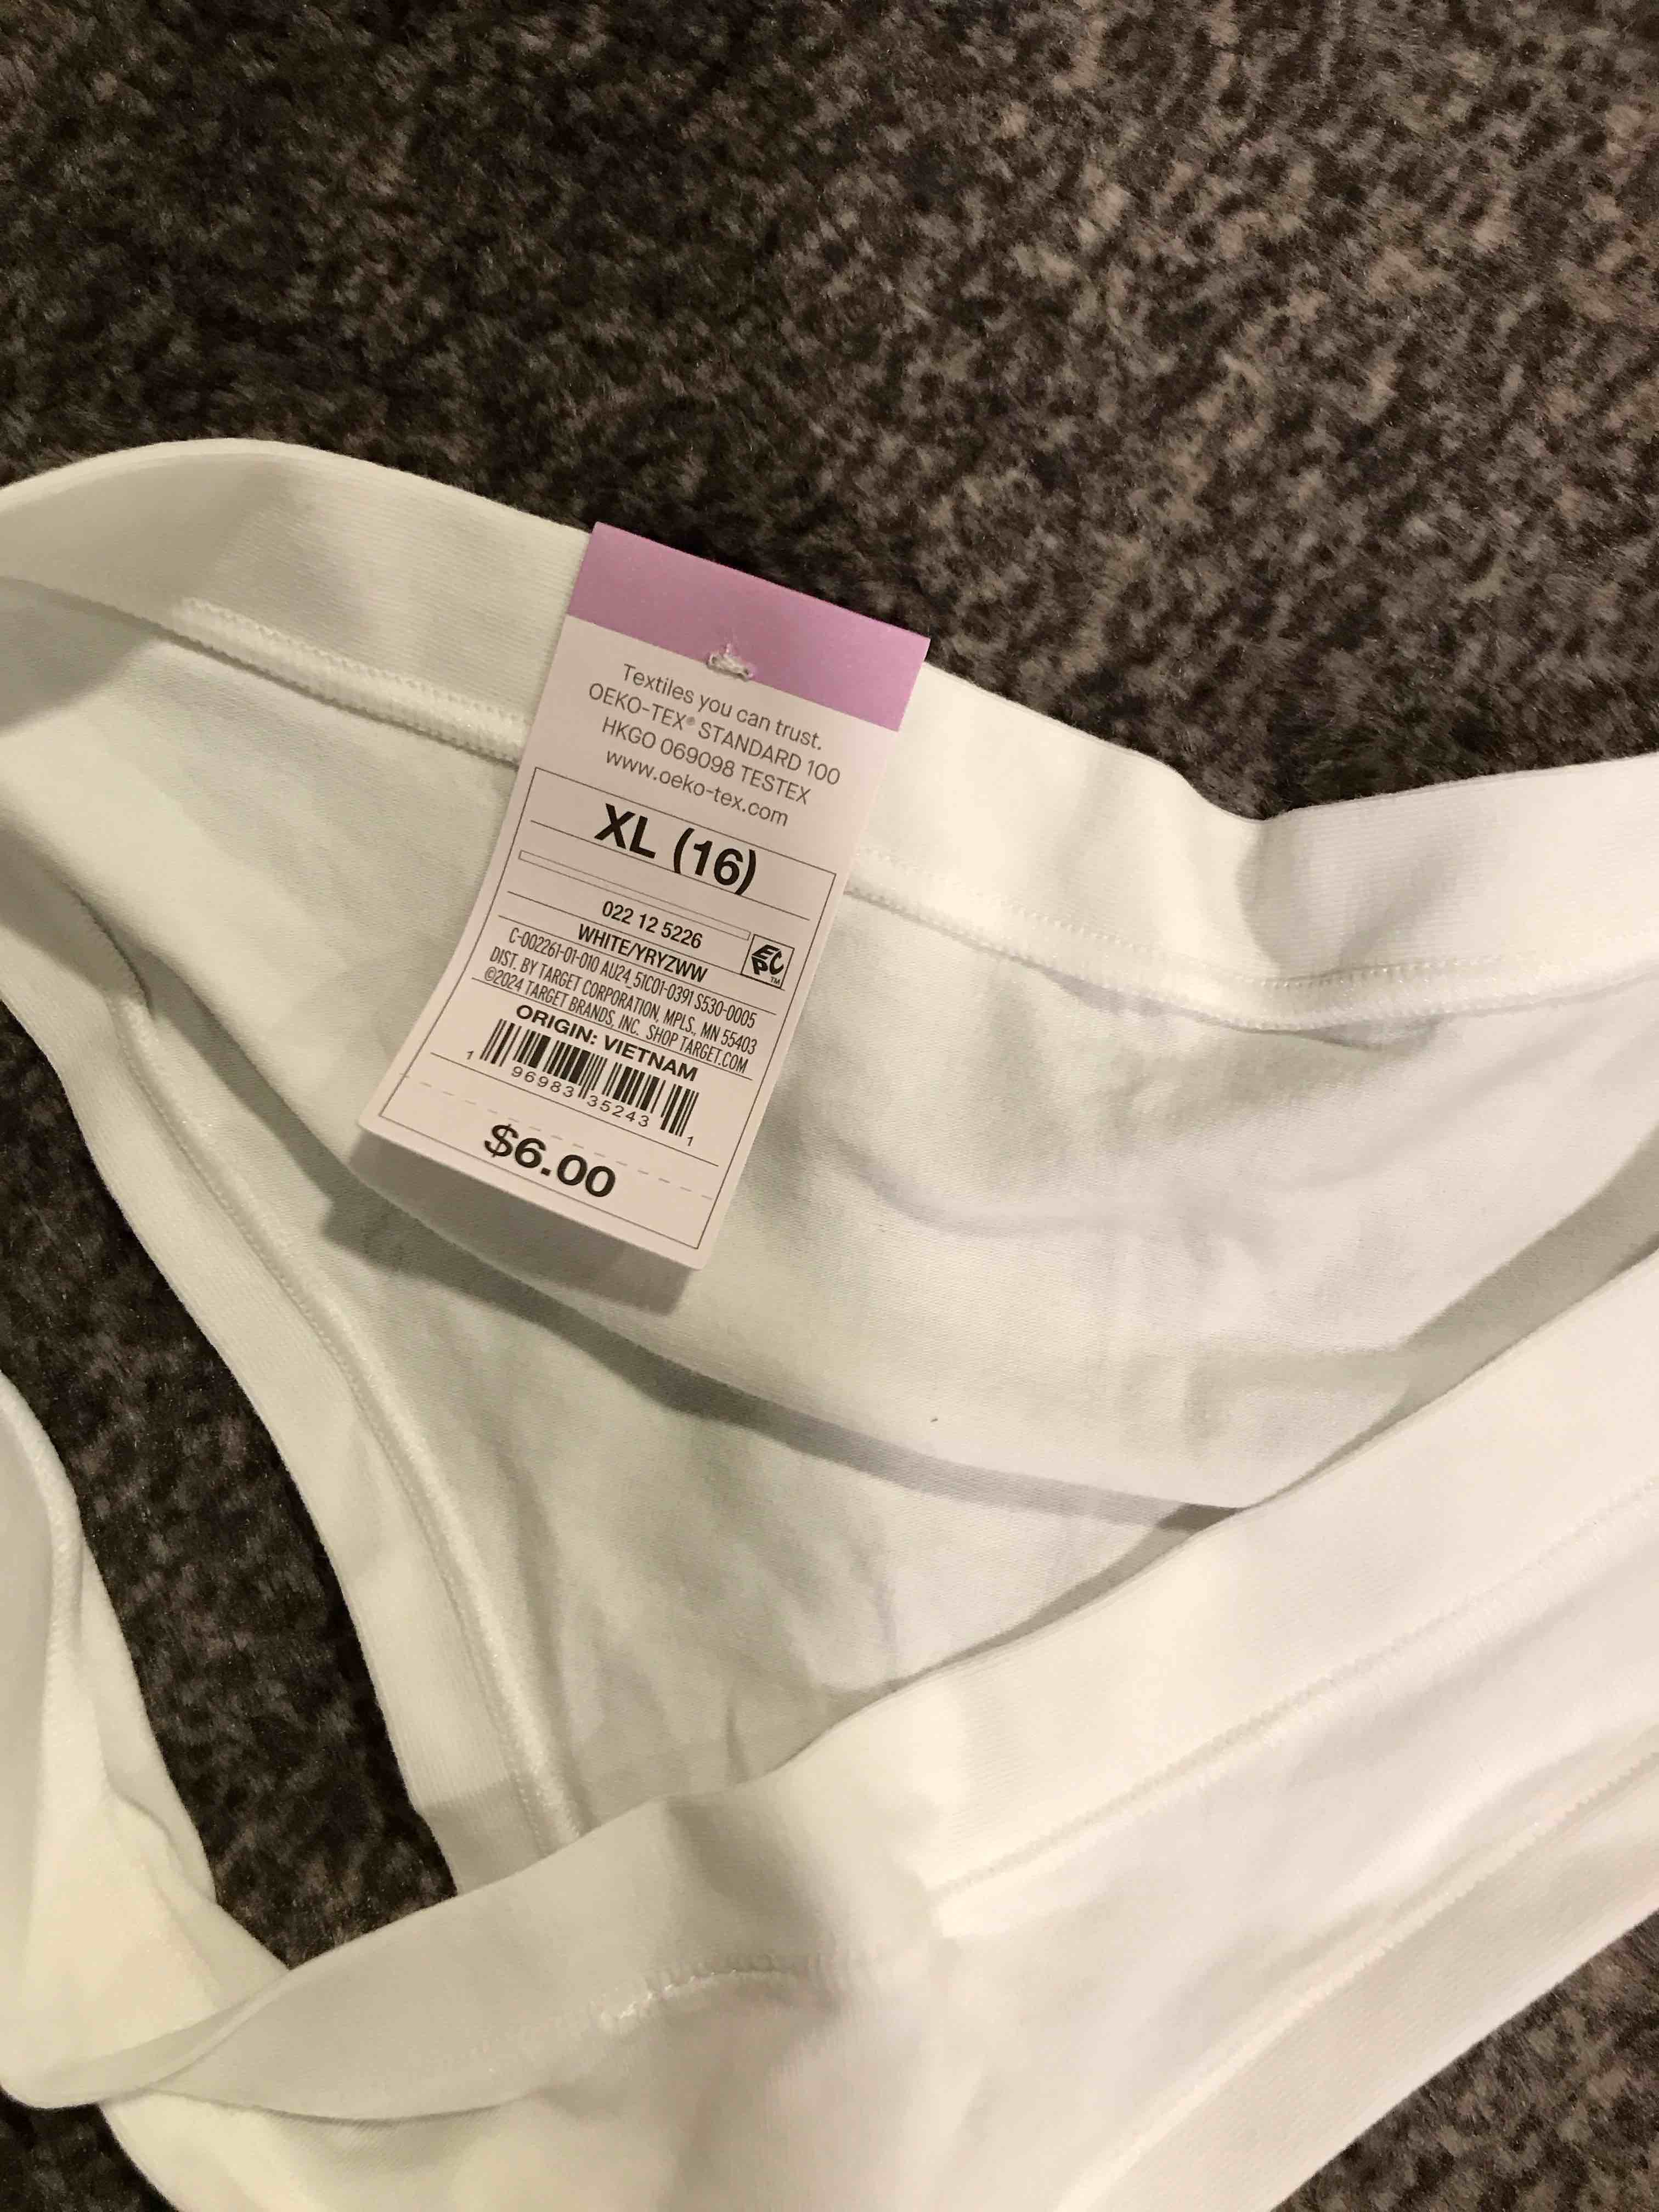 Textiles you can trust.
OEKO-TEX® STANDARD 100
HKGO 069098 TESTEX
www.oeko-tex.com
XL (16)
022 12 5226
WHITE/YRYZWW
EPC™
C-002261-01-010 AU24_51C01-0391 S530-0005
DIST. BY TARGET CORPORATION, MPLS., MN 55403
©2024 TARGET BRANDS, INC. SHOP TARGET.COM
ORIGIN: VIETNAM
1 96983 35243 1
$6.00